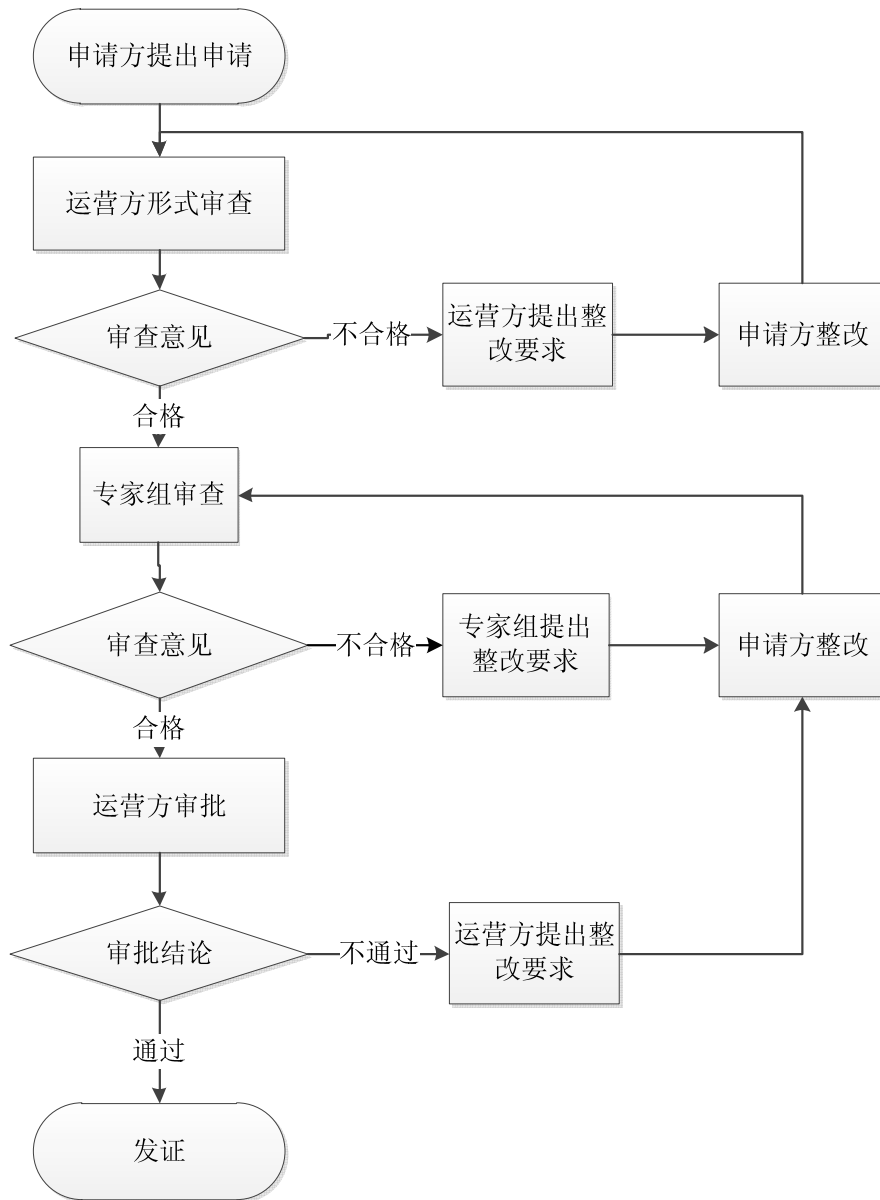 申请方提出申请
运营方形式审查
审查意见
不合格
运营方提出整
改要求
申请方整改
合格
专家组审查
审查意见
不合格
专家组提出
整改要求
申请方整改
合格
运营方审批
审批结论
不通过
运营方提出整
改要求
通过
发证